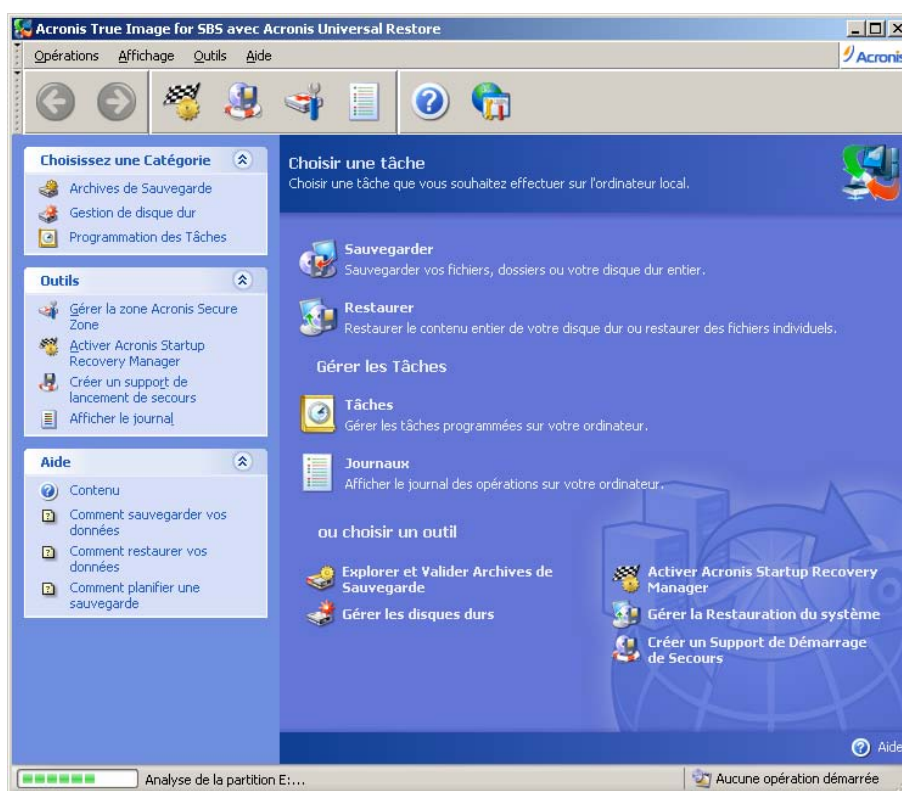 Acronis True Image for SBS avec Acronis Universal Restore
Opérations Affichage Outils Aide
Acronis
Choisissez une Catégorie
Archives de Sauvegarde
Gestion de disque dur
Programmation des Tâches
Outils
Gérer la zone Acronis Secure
Zone
Activer Acronis Startup
Recovery Manager
Créer un support de
lancement de secours
Afficher le journal
Aide
Contenu
Comment sauvegarder vos
données
Comment restaurer vos
données
Comment planifier une
sauvegarde
Choisir une tâche
Choisir une tâche que vous souhaitez effectuer sur l'ordinateur local.
Sauvegarder
Sauvegarder vos fichiers, dossiers ou votre disque dur entier.
Restaurer
Restaurer le contenu entier de votre disque dur ou restaurer des fichiers individuels.
Gérer les Tâches
Tâches
Gérer les tâches programmées sur votre ordinateur.
Journaux
Afficher le journal des opérations sur votre ordinateur.
ou choisir un outil
Explorer et Valider Archives de
Sauvegarde
Gérer les disques durs
Activer Acronis Startup Recovery
Manager
Gérer la Restauration du système
Créer un Support de Démarrage
de Secours
Aide
Analyse de la partition E:...
Aucune opération démarrée